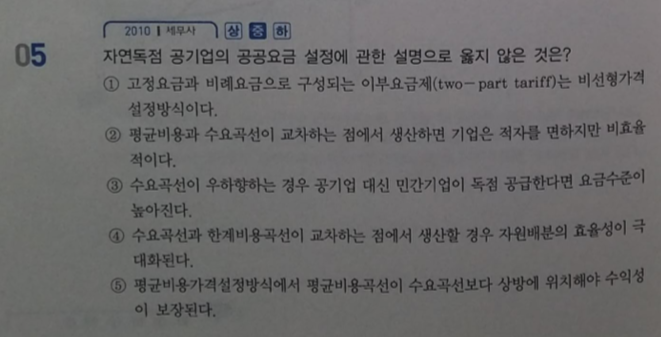 2010 | 세무사 상 중 하
05 자연독점 공기업의 공공요금 설정에 관한 설명으로 옳지 않은 것은?
① 고정요금과 비례요금으로 구성되는 이부요금제(two-part tariff)는 비선형가격
설정방식이다.
② 평균비용과 수요곡선이 교차하는 점에서 생산하면 기업은 적자를 면하지만 비효율
적이다.
③ 수요곡선이 우하향하는 경우 공기업 대신 민간기업이 독점 공급한다면 요금수준이
높아진다.
④ 수요곡선과 한계비용곡선이 교차하는 점에서 생산할 경우 자원배분의 효율성이 극
대화된다.
⑤ 평균비용가격설정방식에서 평균비용곡선이 수요곡선보다 상방에 위치해야 수익성
이 보장된다.